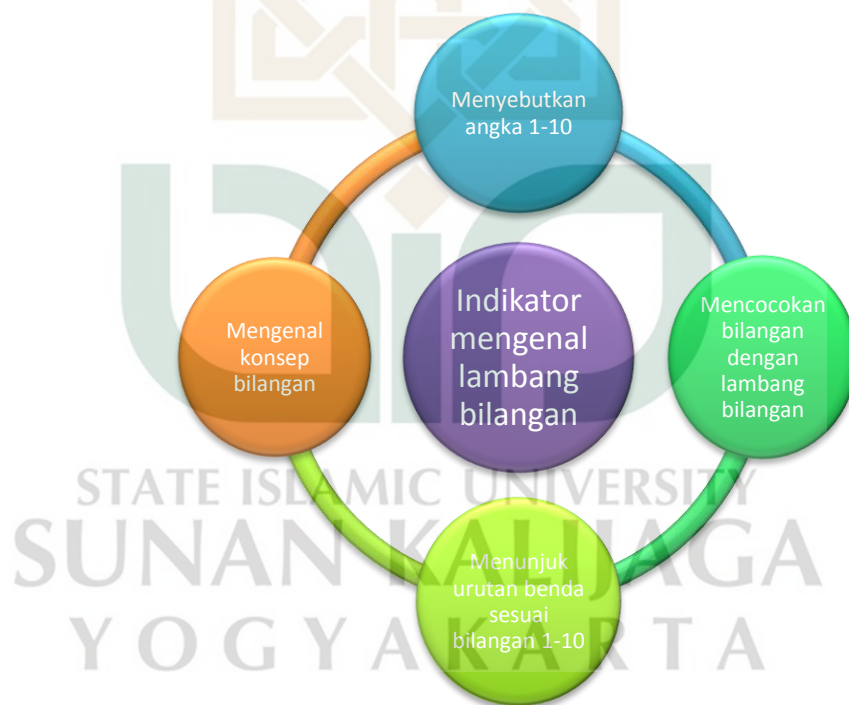 Menyebutkan
angka 1-10
Indikator
mengenal
lambang
bilangan
Mencocokan
bilangan
dengan
lambang
bilangan
Menunjuk
urutan benda
sesuai
bilangan 1-10
Mengenal
konsep
bilangan
STATE ISLAMIC UNIVERSITY
SUNAN KALIJAGA
YOGYAKARTA